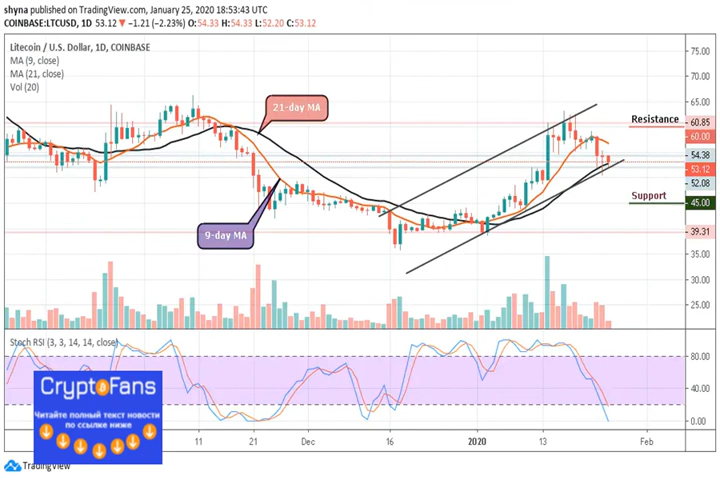 shyna published on TradingView.com, January 25, 2020 18:53:43 UTC
COINBASE:LTCUSD, 1D 53.12 ▼ −1.21 (−2.23%) O:54.33 H:54.33 L:52.20 C:53.12
Litecoin / U.S. Dollar, 1D, COINBASE
MA (9, close)
MA (21, close)
Vol (20)
21-day MA
9-day MA
Resistance
Support
75.00
70.00
65.00
60.85
60.00
54.38
53.12
52.08
45.00
39.31
35.00
30.00
25.00
Stoch RSI (3, 3, 14, 14, close)
80.00
40.00
0.00
CryptoFans
Читайте полный текст новости
по ссылке ниже
11
21
Dec
16
2020
13
Feb
TradingView